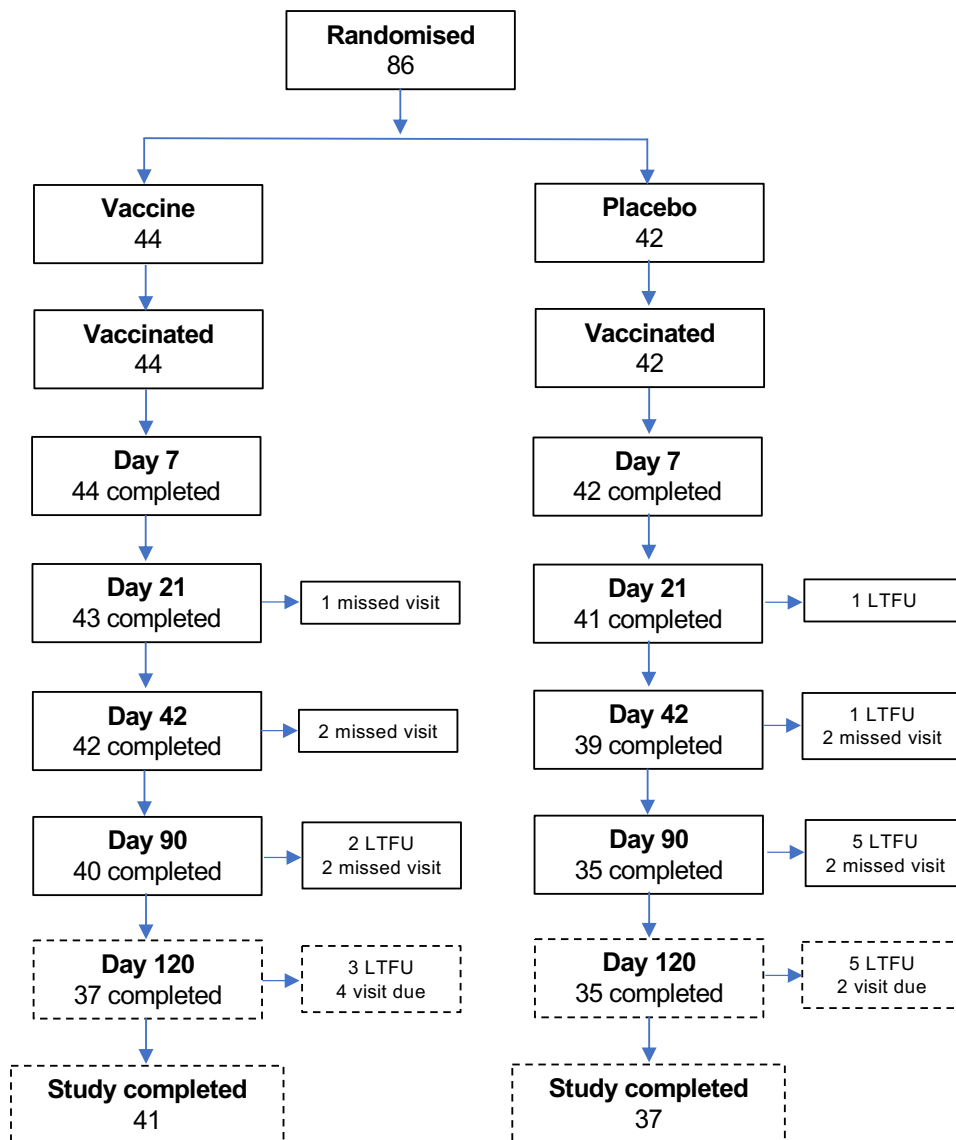 Randomised
86
Vaccine
44
Placebo
42
Vaccinated
44
Vaccinated
42
Day 7
44 completed
Day 7
42 completed
Day 21
43 completed
1 missed visit
Day 21
41 completed
1 LTFU
Day 42
42 completed
2 missed visit
Day 42
39 completed
1 LTFU
2 missed visit
Day 90
40 completed
2 LTFU
2 missed visit
Day 90
35 completed
5 LTFU
2 missed visit
Day 120
37 completed
3 LTFU
4 visit due
Day 120
35 completed
5 LTFU
2 visit due
Study completed
41
Study completed
37